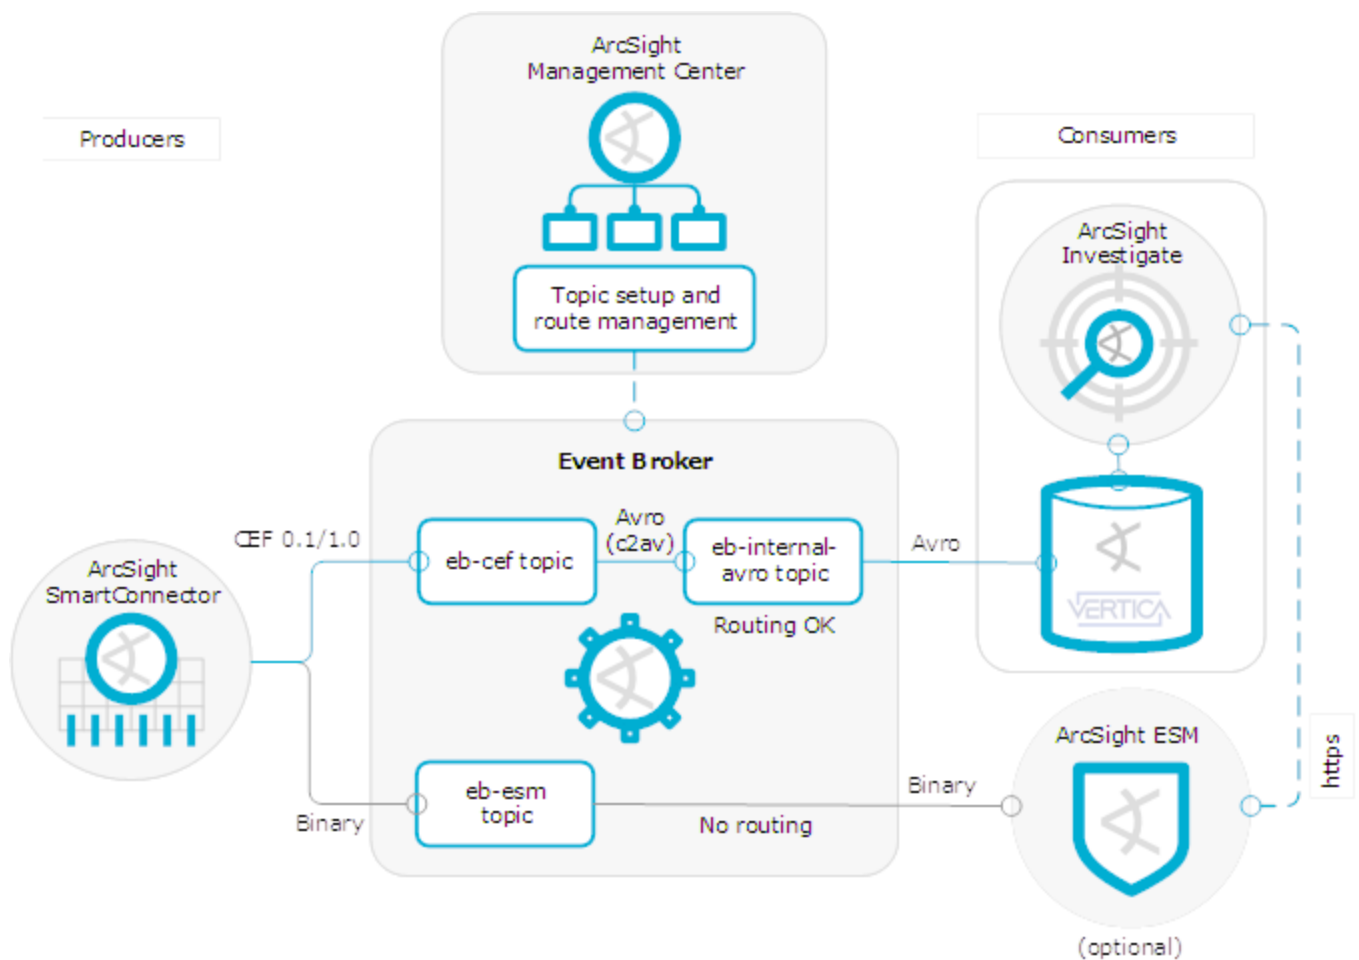 ArcSight
Management Center
Producers
Consumers
ArcSight
Investigate
Topic setup and
route management
Event Broker
CEF 0.1/1.0
eb-cef topic
Avro
(c2av)
eb-internal-
avro topic
Avro
Routing OK
VERTICA
ArcSight
SmartConnector
ArcSight ESM
https
eb-esm
topic
Binary
Binary
No routing
(optional)